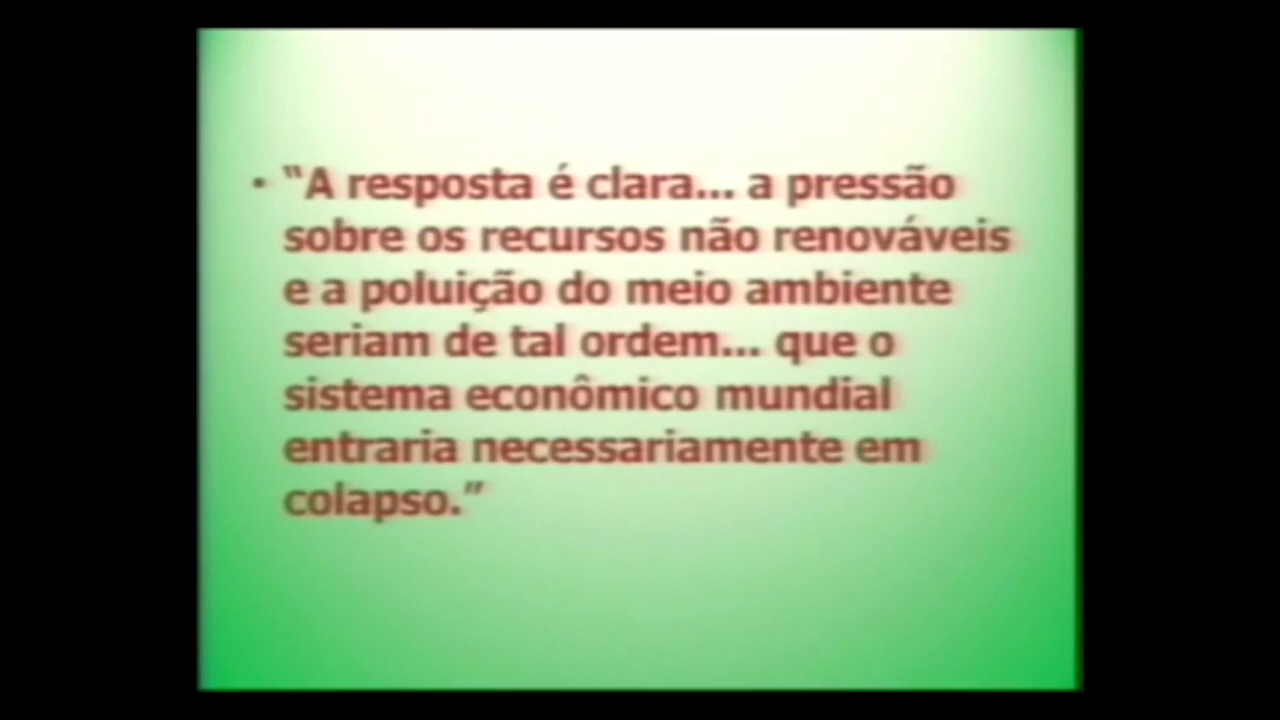 • “A resposta é clara... a pressão
sobre os recursos não renováveis
e a poluição do meio ambiente
seriam de tal ordem... que o
sistema econômico mundial
entraria necessariamente em
colapso.”